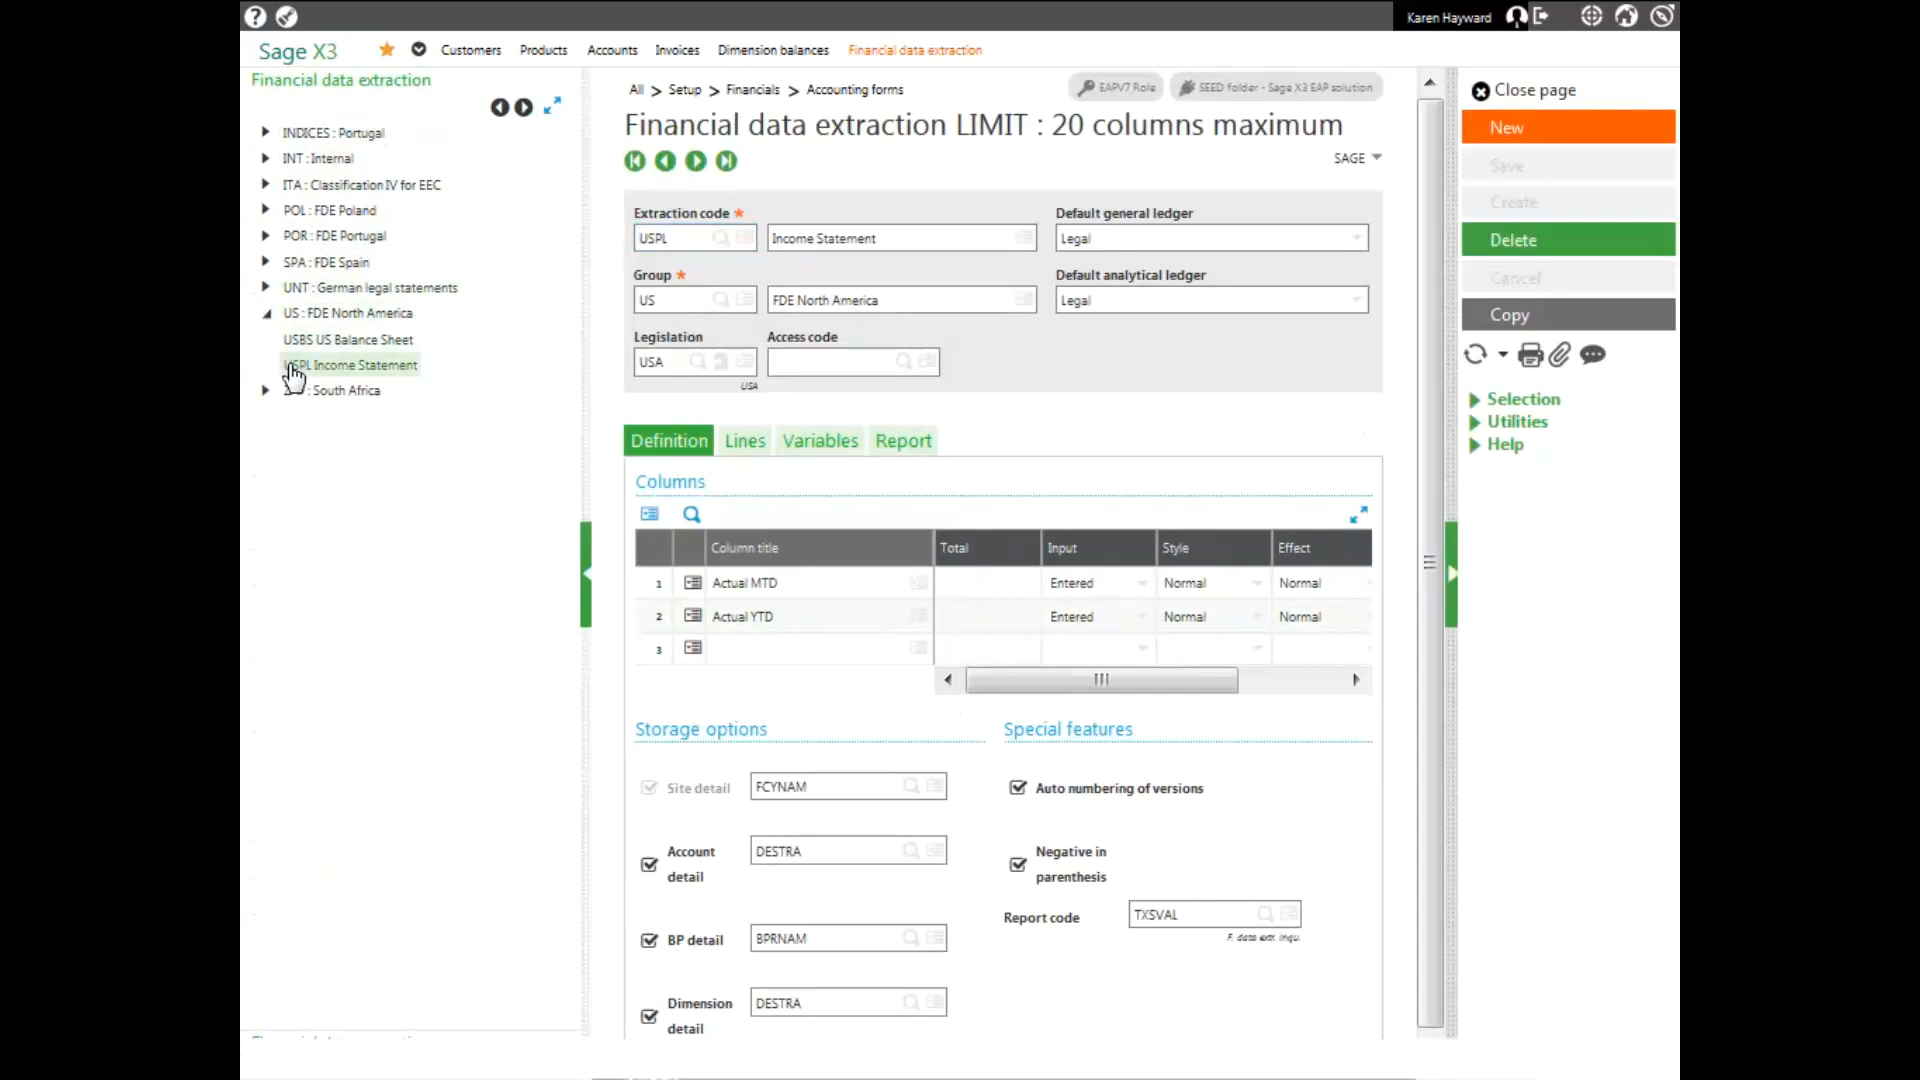 Karen Hayward
Sage X3
Customers Products Accounts Invoices Dimension balances Financial data extraction
Financial data extraction
INDICES : Portugal
INT : Internal
ITA : Classification IV for EEC
POL : FDE Poland
POR : FDE Portugal
SPA : FDE Spain
UNT : German legal statements
US : FDE North America
USBS US Balance Sheet
USPL Income Statement
: South Africa
All > Setup > Financials > Accounting forms
EAPV7 Role
SEED folder - Sage X3 EAP solution
Financial data extraction LIMIT : 20 columns maximum
SAGE
Extraction code *
USPL
Income Statement
Default general ledger
Legal
Group *
US
FDE North America
Default analytical ledger
Legal
Legislation
USA
USA
Access code
Definition Lines Variables Report
Columns
Column title Total Input Style Effect
1 Actual MTD Entered Normal Normal
2 Actual YTD Entered Normal Normal
3
Storage options
Site detail FCYNAM
Account detail DESTRA
BP detail BPRNAM
Dimension detail DESTRA
Special features
Auto numbering of versions
Negative in parenthesis
Report code TXSVAL
F. data extr. inqu.
Close page
New
Save
Create
Delete
Cancel
Copy
Selection
Utilities
Help